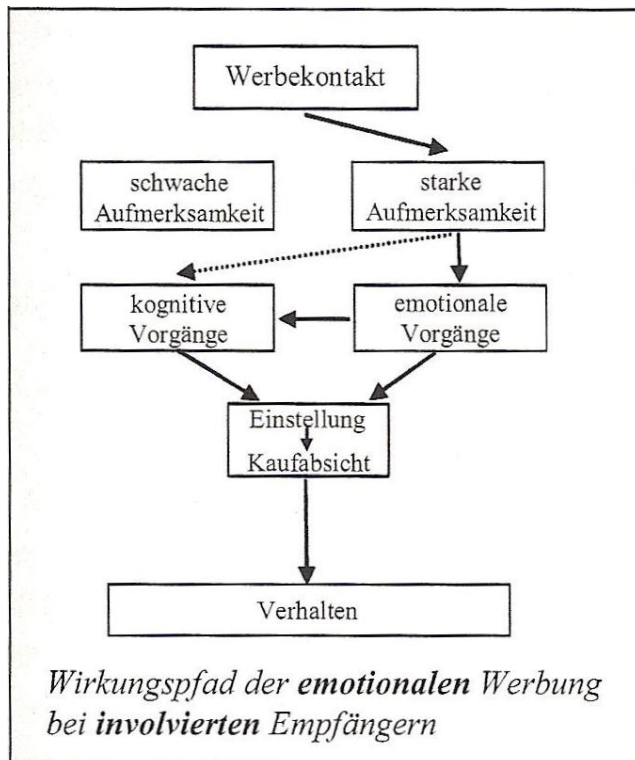 Werbekontakt
schwache
Aufmerksamkeit
starke
Aufmerksamkeit
kognitive
Vorgänge
emotionale
Vorgänge
Einstellung
Kaufabsicht
Verhalten
Wirkungspfad der emotionalen Werbung
bei involvierten Empfängern